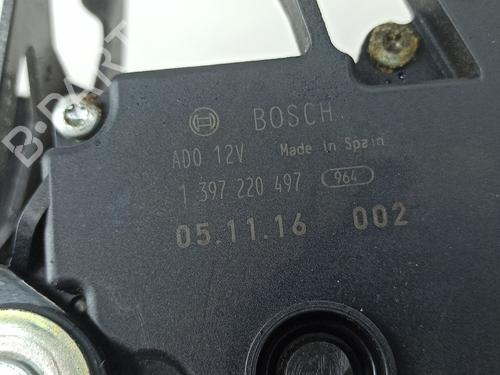 BOSCH
ADO 12V Made in Spain
1 397 220 497 964
05.11.16 002
B-PARTS